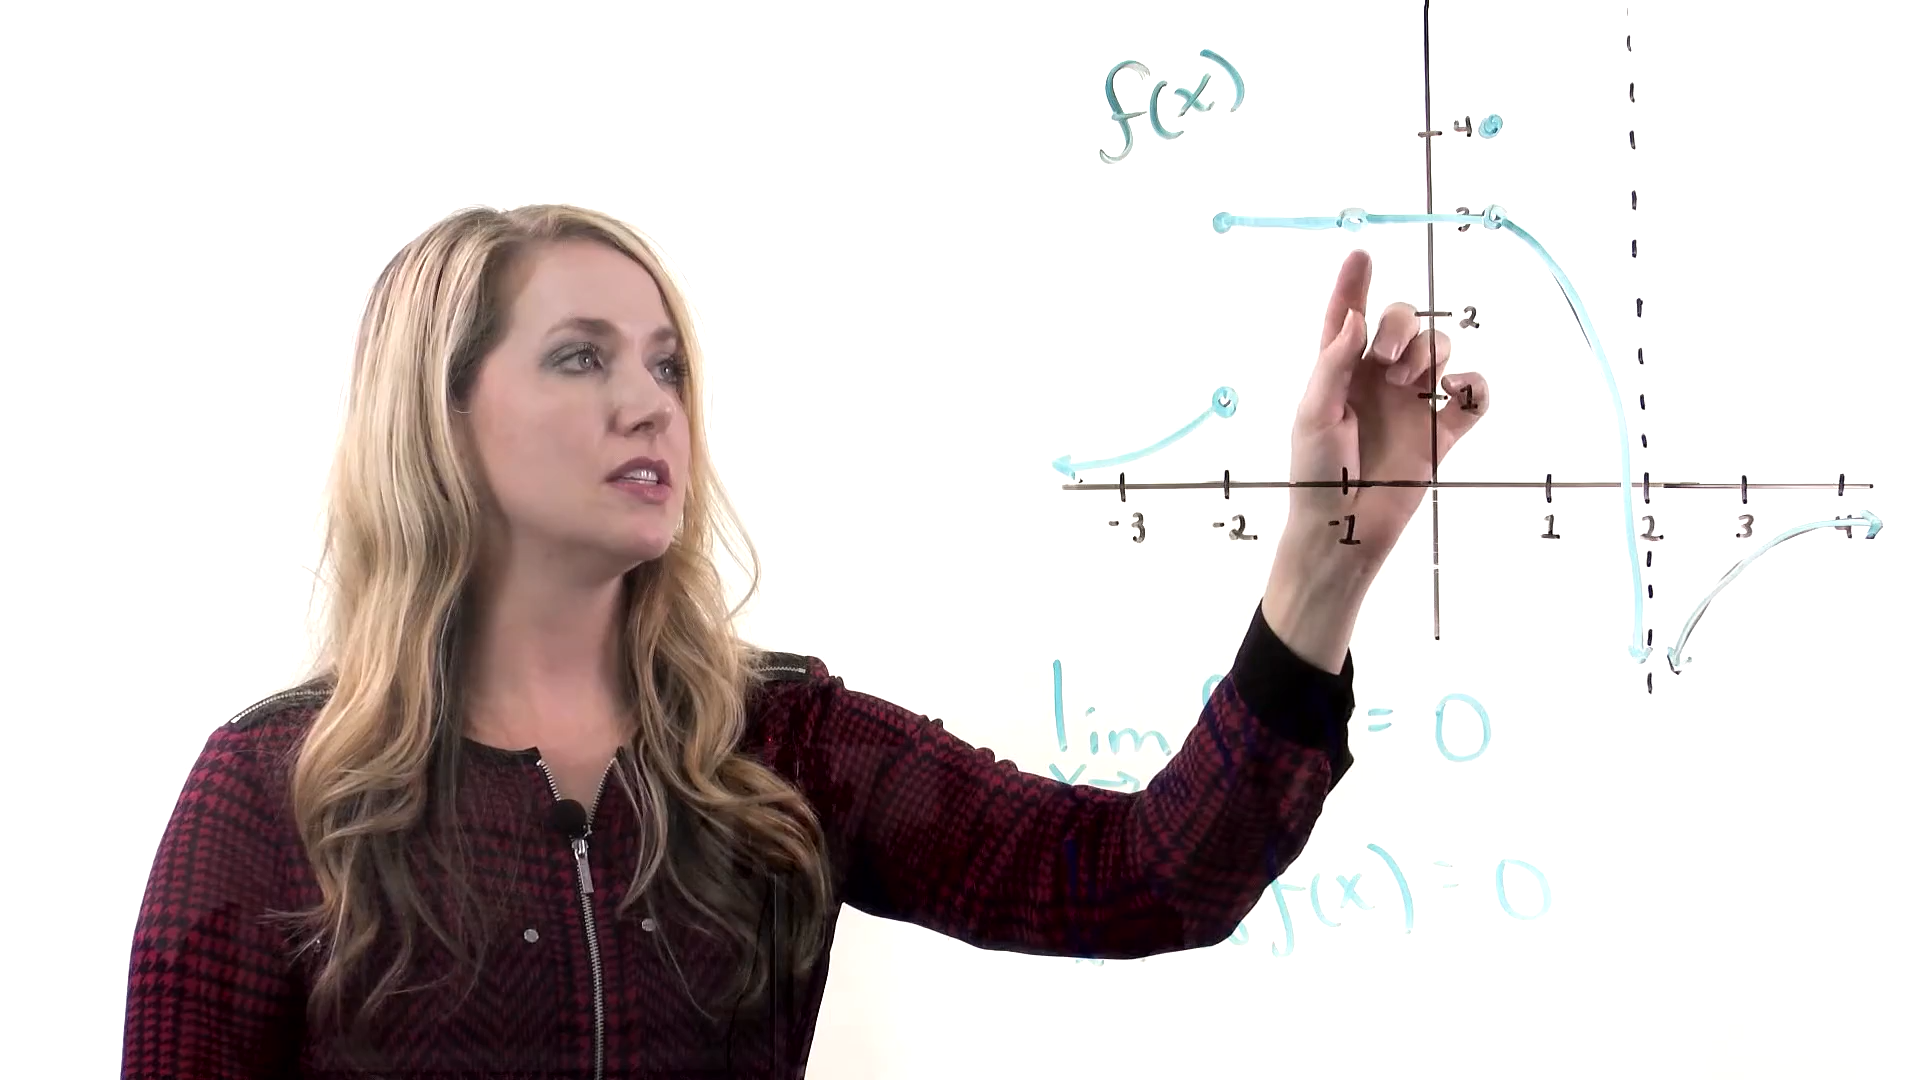 f(x)
4
3
2
1
-3 -2 -1 1 2 3 4
lim = 0
x→
f(x) = 0